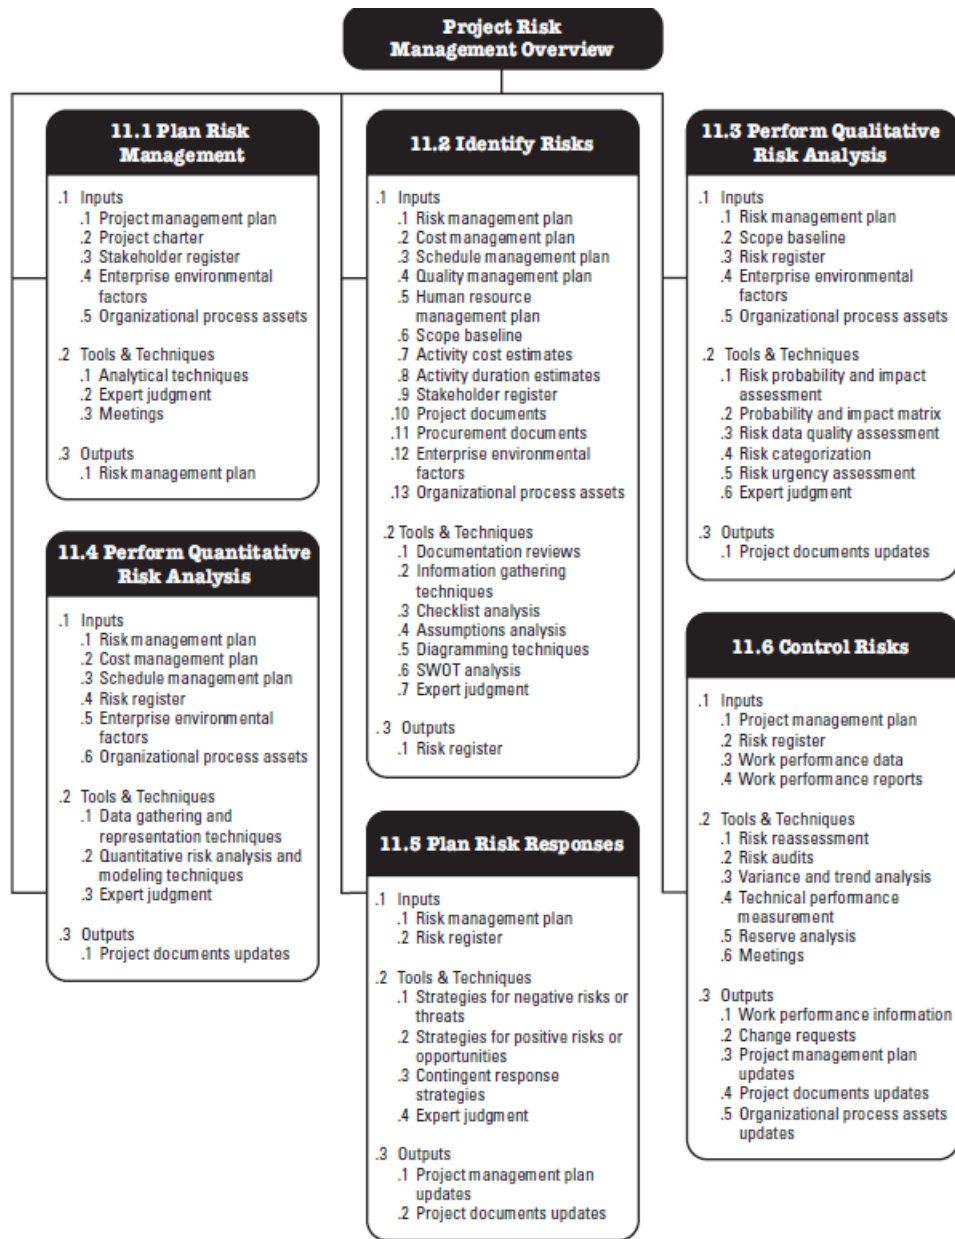 Project Risk
Management Overview
11.1 Plan Risk
Management
.1 Inputs
.1 Project management plan
.2 Project charter
.3 Stakeholder register
.4 Enterprise environmental
factors
.5 Organizational process assets
.2 Tools & Techniques
.1 Analytical techniques
.2 Expert judgment
.3 Meetings
.3 Outputs
.1 Risk management plan
11.2 Identify Risks
.1 Inputs
.1 Risk management plan
.2 Cost management plan
.3 Schedule management plan
.4 Quality management plan
.5 Human resource
management plan
.6 Scope baseline
.7 Activity cost estimates
.8 Activity duration estimates
.9 Stakeholder register
.10 Project documents
.11 Procurement documents
.12 Enterprise environmental
factors
.13 Organizational process assets
.2 Tools & Techniques
.1 Documentation reviews
.2 Information gathering
techniques
.3 Checklist analysis
.4 Assumptions analysis
.5 Diagramming techniques
.6 SWOT analysis
.7 Expert judgment
.3 Outputs
.1 Risk register
11.3 Perform Qualitative
Risk Analysis
.1 Inputs
.1 Risk management plan
.2 Scope baseline
.3 Risk register
.4 Enterprise environmental
factors
.5 Organizational process assets
.2 Tools & Techniques
.1 Risk probability and impact
assessment
.2 Probability and impact matrix
.3 Risk data quality assessment
.4 Risk categorization
.5 Risk urgency assessment
.6 Expert judgment
.3 Outputs
.1 Project documents updates
11.4 Perform Quantitative
Risk Analysis
.1 Inputs
.1 Risk management plan
.2 Cost management plan
.3 Schedule management plan
.4 Risk register
.5 Enterprise environmental
factors
.6 Organizational process assets
.2 Tools & Techniques
.1 Data gathering and
representation techniques
.2 Quantitative risk analysis and
modeling techniques
.3 Expert judgment
.3 Outputs
.1 Project documents updates
11.5 Plan Risk Responses
.1 Inputs
.1 Risk management plan
.2 Risk register
.2 Tools & Techniques
.1 Strategies for negative risks or
threats
.2 Strategies for positive risks or
opportunities
.3 Contingent response
strategies
.4 Expert judgment
.3 Outputs
.1 Project management plan
updates
.2 Project documents updates
11.6 Control Risks
.1 Inputs
.1 Project management plan
.2 Risk register
.3 Work performance data
.4 Work performance reports
.2 Tools & Techniques
.1 Risk reassessment
.2 Risk audits
.3 Variance and trend analysis
.4 Technical performance
measurement
.5 Reserve analysis
.6 Meetings
.3 Outputs
.1 Work performance information
.2 Change requests
.3 Project management plan
updates
.4 Project documents updates
.5 Organizational process assets
updates